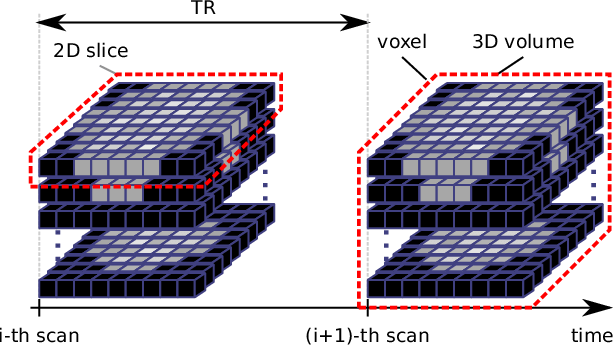 TR
2D slice
voxel
3D volume
i-th scan
(i+1)-th scan
time